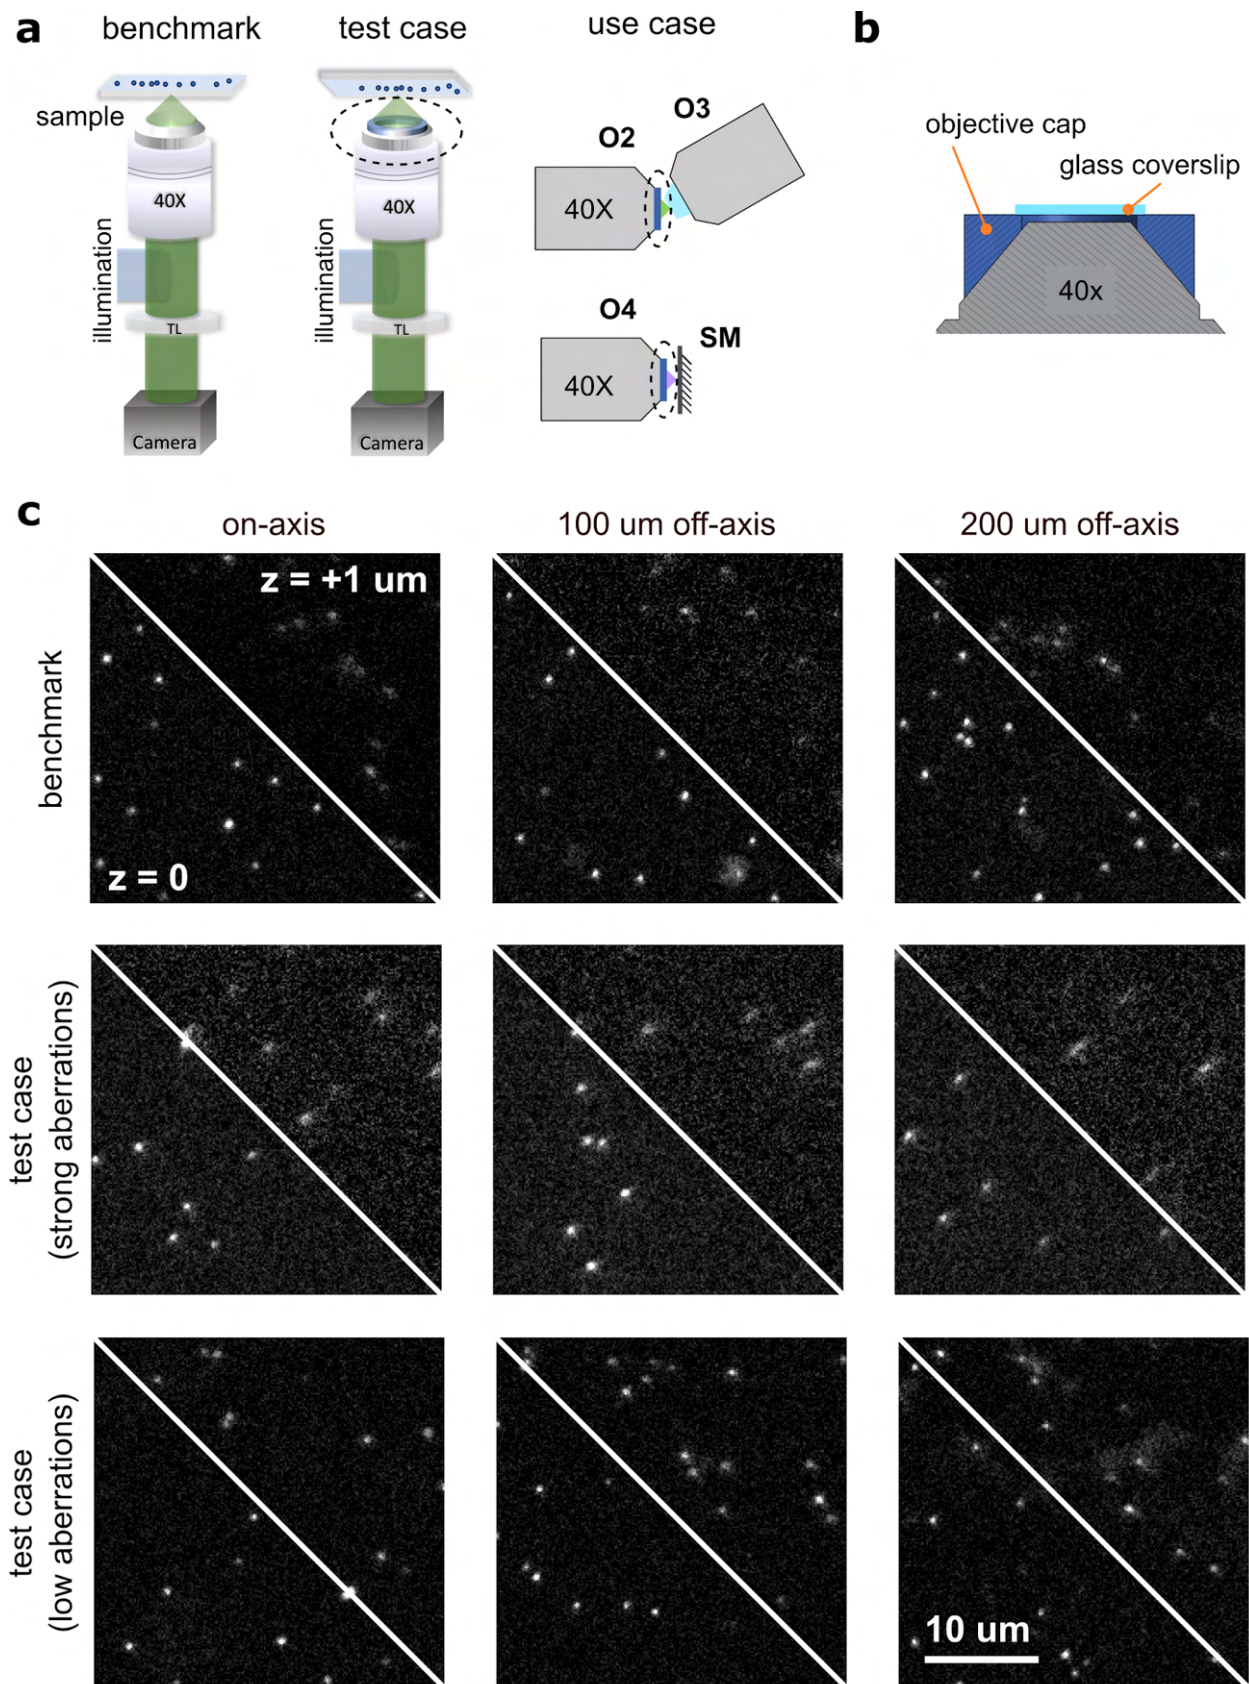 a
benchmark
test case
use case
b
sample
40X
illumination
TL
Camera
40X
illumination
TL
Camera
O2
O3
40X
O4
SM
40X
objective cap
glass coverslip
40x
c
on-axis
100 um off-axis
200 um off-axis
benchmark
z = +1 um
z = 0
test case
(strong aberrations)
test case
(low aberrations)
10 um